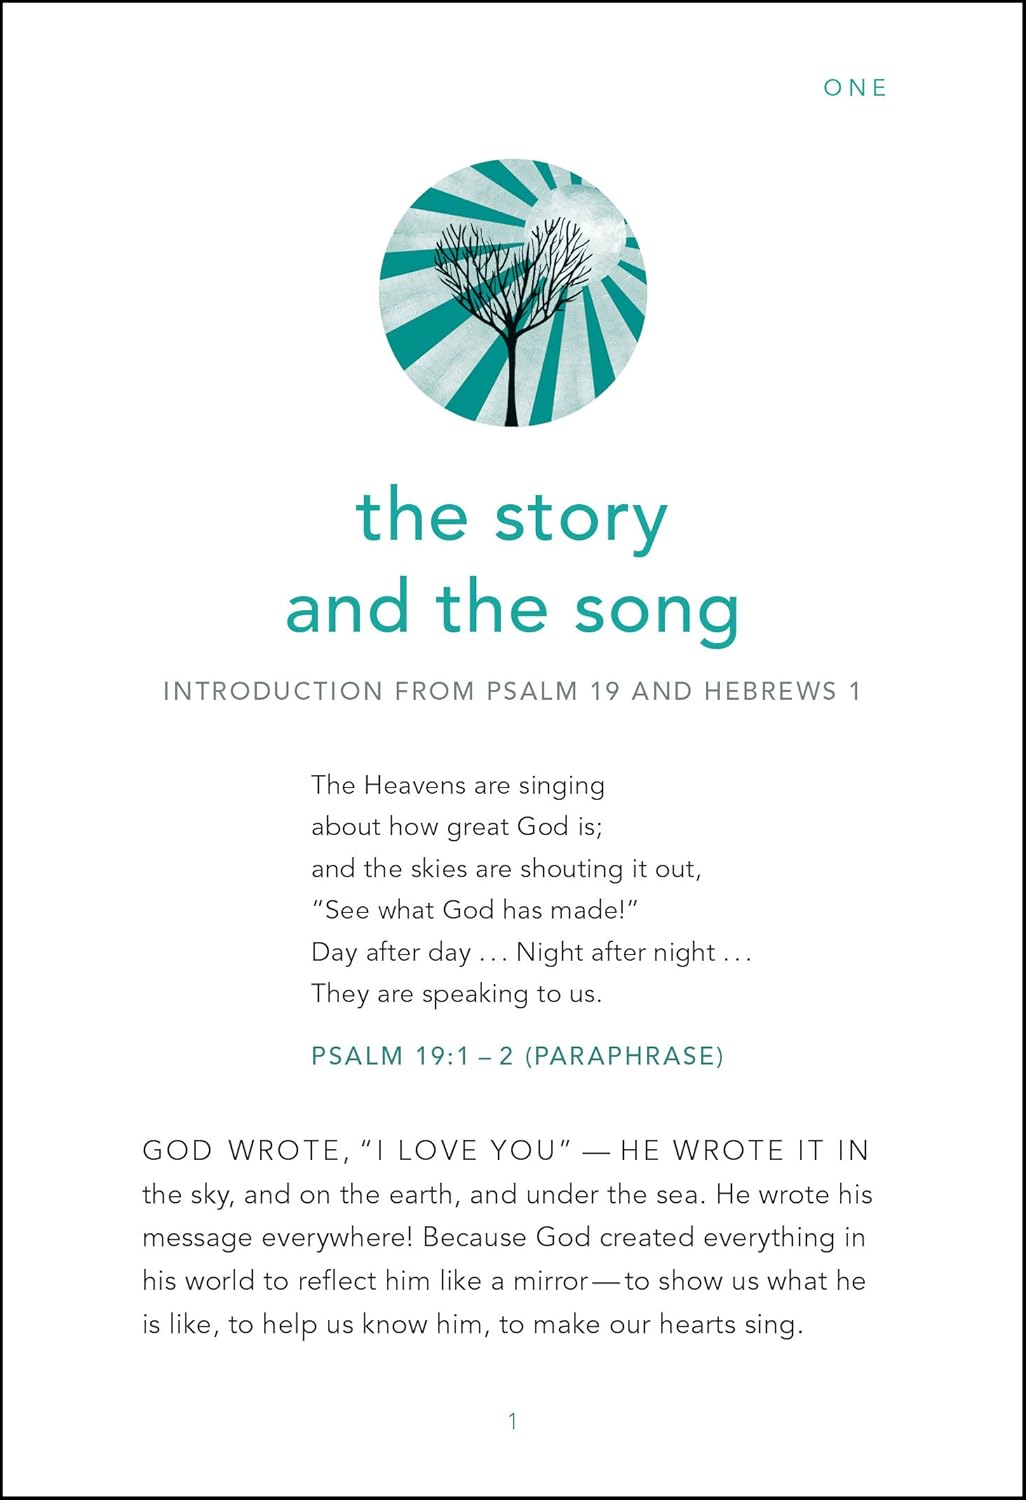 ONE
the story
and the song
INTRODUCTION FROM PSALM 19 AND HEBREWS 1
The Heavens are singing
about how great God is;
and the skies are shouting it out,
“See what God has made!”
Day after day . . . Night after night . . .
They are speaking to us.
PSALM 19:1 – 2 (PARAPHRASE)
GOD WROTE, “I LOVE YOU” — HE WROTE IT IN
the sky, and on the earth, and under the sea. He wrote his
message everywhere! Because God created everything in
his world to reflect him like a mirror — to show us what he
is like, to help us know him, to make our hearts sing.
1